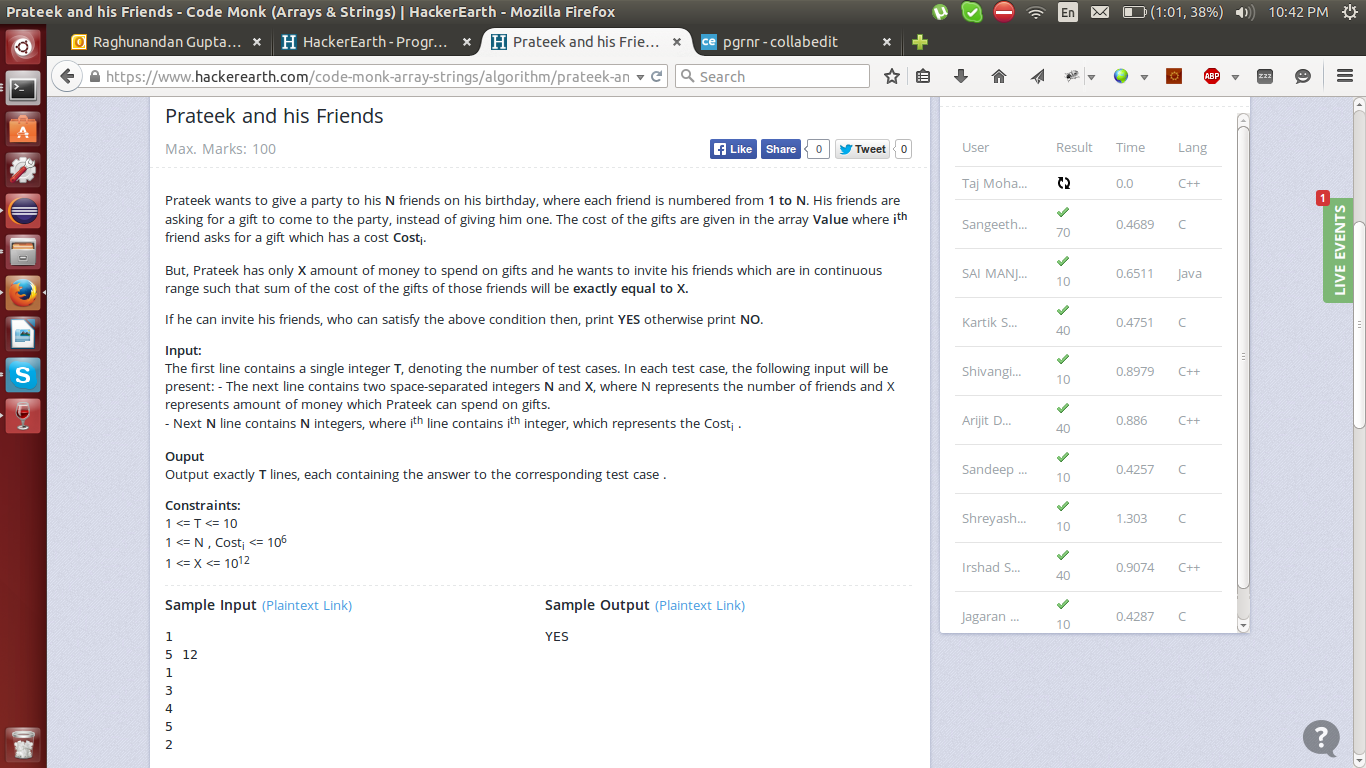 Prateek and his Friends - Code Monk (Arrays & Strings) | HackerEarth - Mozilla Firefox
En (1:01, 38%) 10:42 PM
Raghunandan Gupta... × HackerEarth - Progr... × Prateek and his Frie... × ce pgrnr - collabedit ×
https://www.hackerearth.com/code-monk-array-strings/algorithm/prateek-an Search ABP zzz
Prateek and his Friends
Max. Marks: 100
Like Share 0 Tweet 0
Prateek wants to give a party to his N friends on his birthday, where each friend is numbered from 1 to N. His friends are
asking for a gift to come to the party, instead of giving him one. The cost of the gifts are given in the array Value where ith
friend asks for a gift which has a cost Costi.
But, Prateek has only X amount of money to spend on gifts and he wants to invite his friends which are in continuous
range such that sum of the cost of the gifts of those friends will be exactly equal to X.
If he can invite his friends, who can satisfy the above condition then, print YES otherwise print NO.
Input:
The first line contains a single integer T, denoting the number of test cases. In each test case, the following input will be
present: - The next line contains two space-separated integers N and X, where N represents the number of friends and X
represents amount of money which Prateek can spend on gifts.
- Next N line contains N integers, where ith line contains ith integer, which represents the Costi .
Ouput
Output exactly T lines, each containing the answer to the corresponding test case .
Constraints:
1 <= T <= 10
1 <= N , Costi <= 10^6
1 <= X <= 10^12
Sample Input (Plaintext Link)
1
5 12
1
3
4
5
2
Sample Output (Plaintext Link)
YES
User Result Time Lang
Taj Moha... 0.0 C++
Sangeeth... 70 0.4689 C
SAI MANJ... 10 0.6511 Java
Kartik S... 40 0.4751 C
Shivangi... 10 0.8979 C++
Arijit D... 40 0.886 C++
Sandeep ... 10 0.4257 C
Shreyash... 10 1.303 C
Irshad S... 40 0.9074 C++
Jagaran ... 10 0.4287 C
1
LIVE EVENTS
?